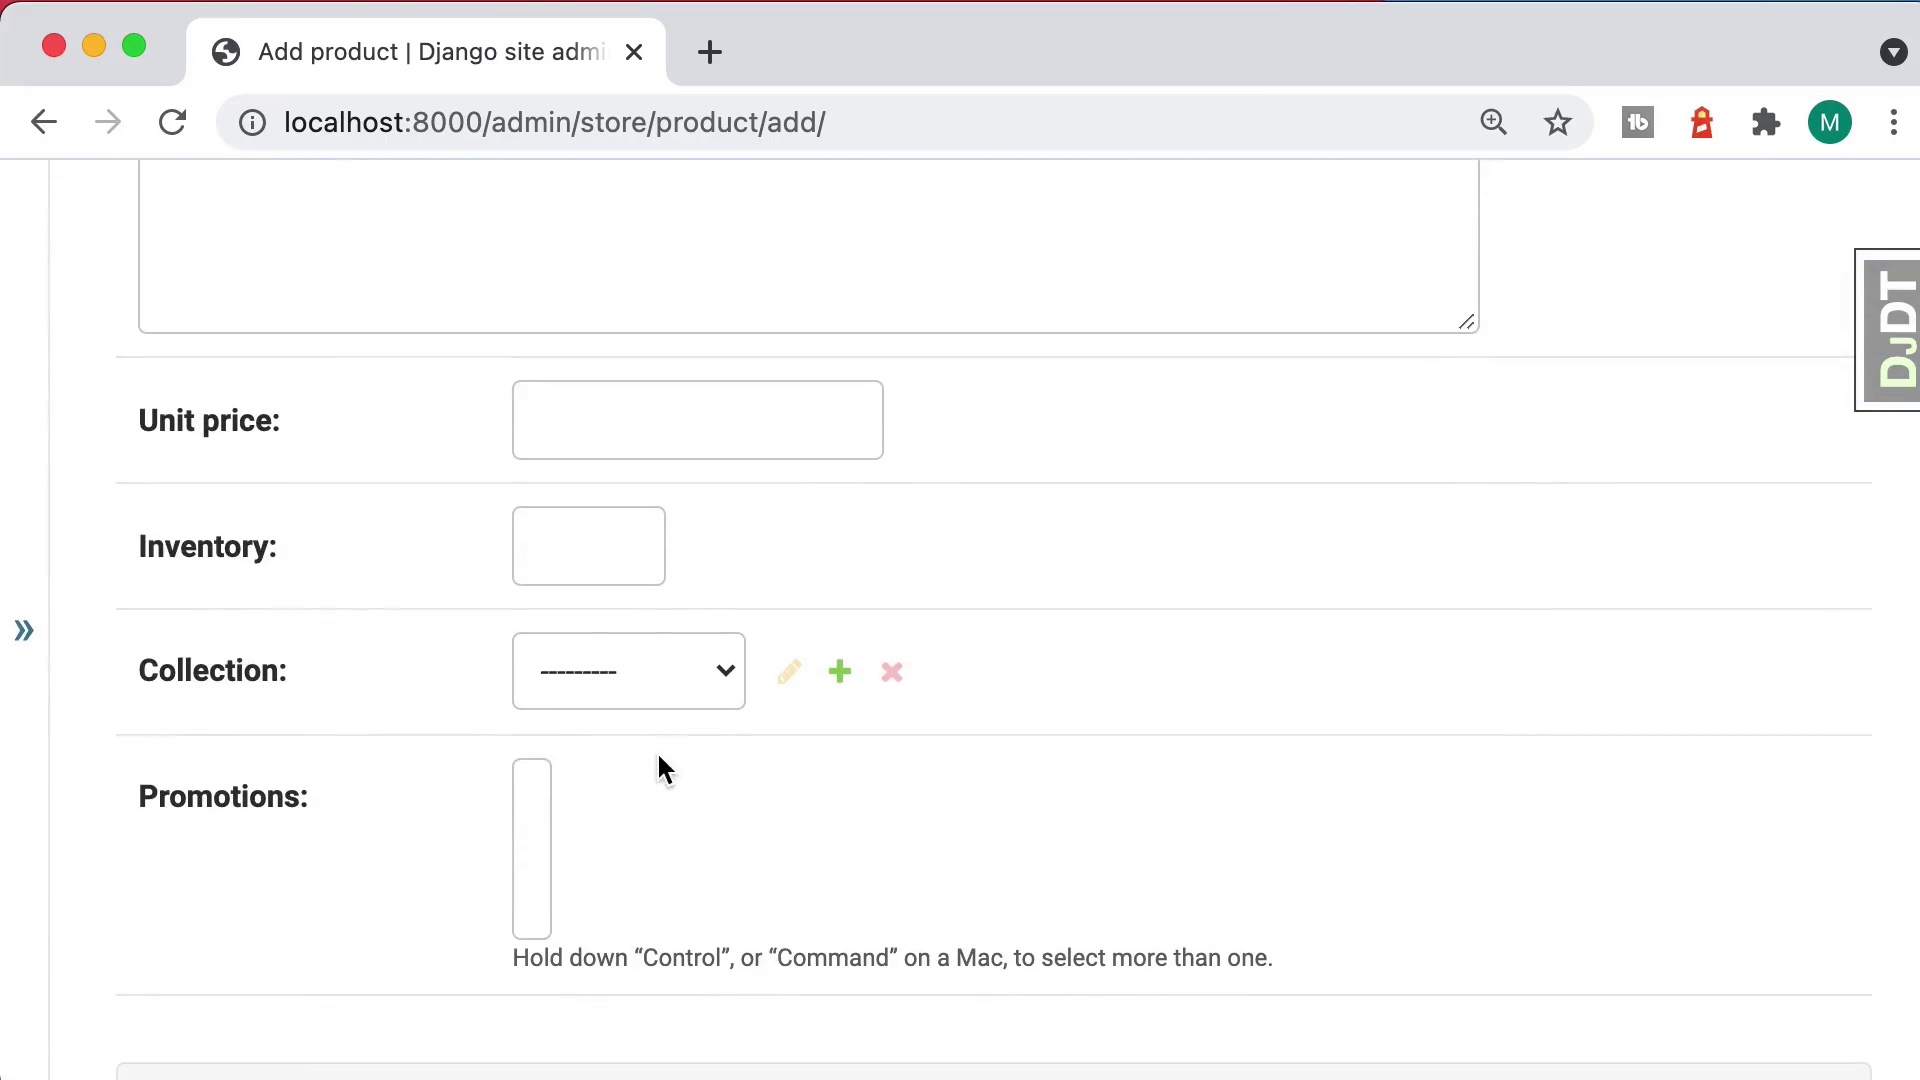 Add product | Django site admi
localhost:8000/admin/store/product/add/
M
DJDT
Unit price:
Inventory:
Collection:
---------
Promotions:
Hold down “Control”, or “Command” on a Mac, to select more than one.